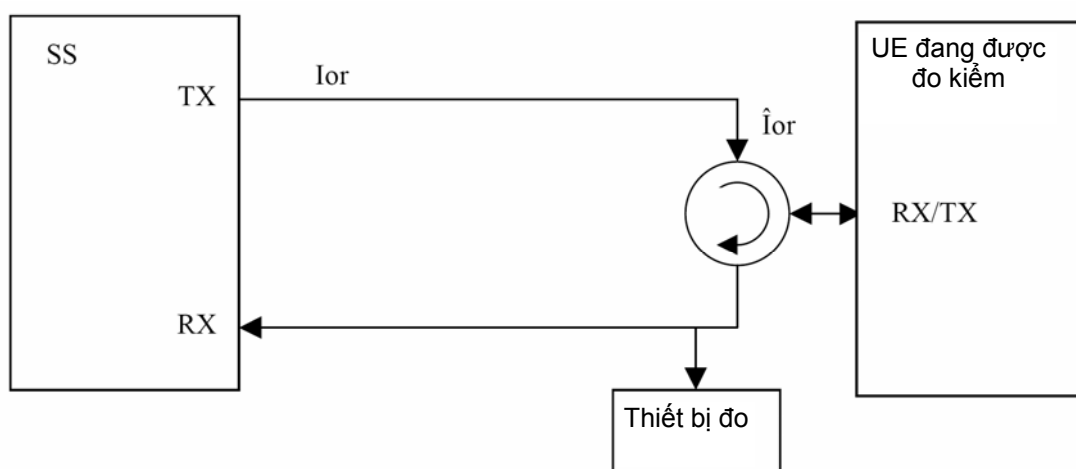 SS
TX
Ior
Îor
UE đang được
đo kiểm
RX/TX
RX
Thiết bị đo